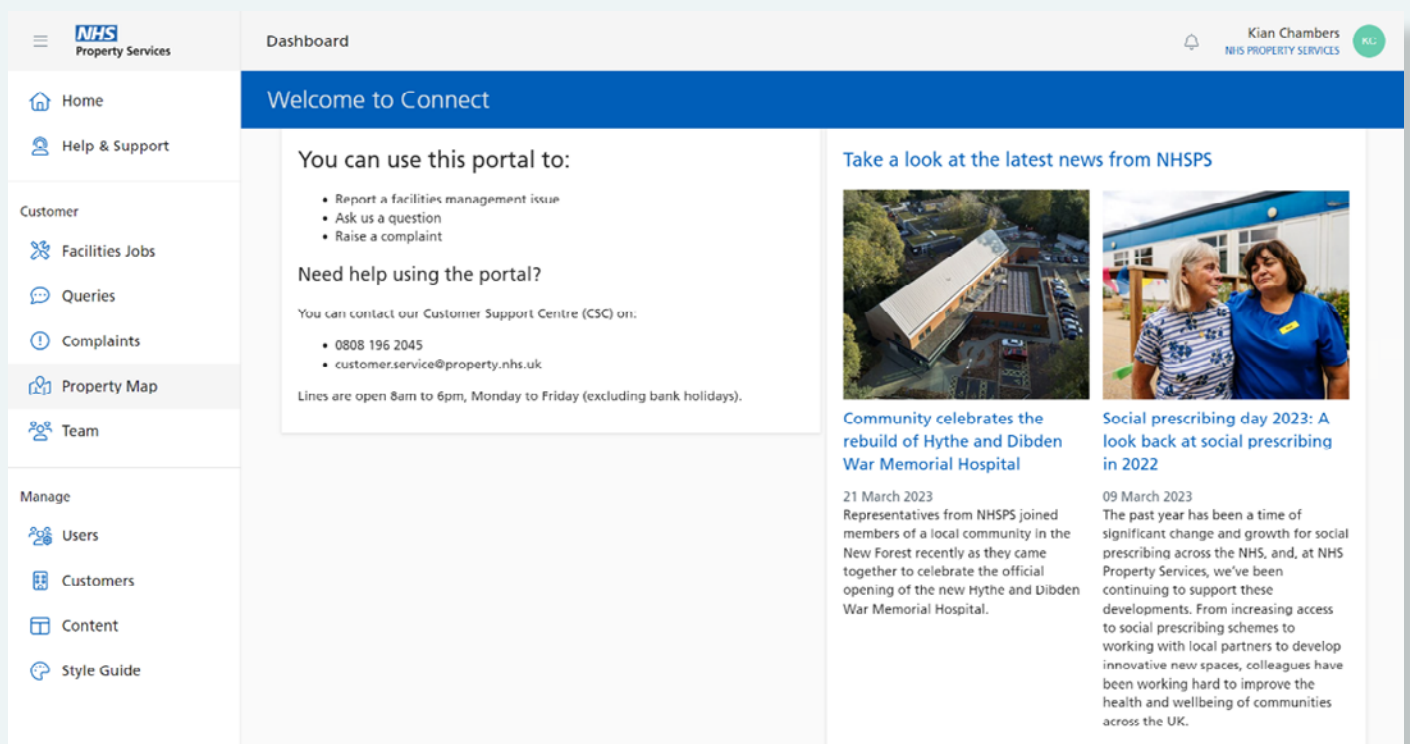 NHS
Property Services
Dashboard
Kian Chambers
NHS PROPERTY SERVICES
KC
Home
Help & Support
Customer
Facilities Jobs
Queries
Complaints
Property Map
Team
Manage
Users
Customers
Content
Style Guide
Welcome to Connect
You can use this portal to:
• Report a facilities management issue
• Ask us a question
• Raise a complaint
Need help using the portal?
You can contact our Customer Support Centre (CSC) on:
• 0808 196 2045
• customer.service@property.nhs.uk
Lines are open 8am to 6pm, Monday to Friday (excluding bank holidays).
Take a look at the latest news from NHSPS
Community celebrates the
rebuild of Hythe and Dibden
War Memorial Hospital
21 March 2023
Representatives from NHSPS joined
members of a local community in the
New Forest recently as they came
together to celebrate the official
opening of the new Hythe and Dibden
War Memorial Hospital.
Social prescribing day 2023: A
look back at social prescribing
in 2022
09 March 2023
The past year has been a time of
significant change and growth for social
prescribing across the NHS, and, at NHS
Property Services, we've been
continuing to support these
developments. From increasing access
to social prescribing schemes to
working with local partners to develop
innovative new spaces, colleagues have
been working hard to improve the
health and wellbeing of communities
across the UK.